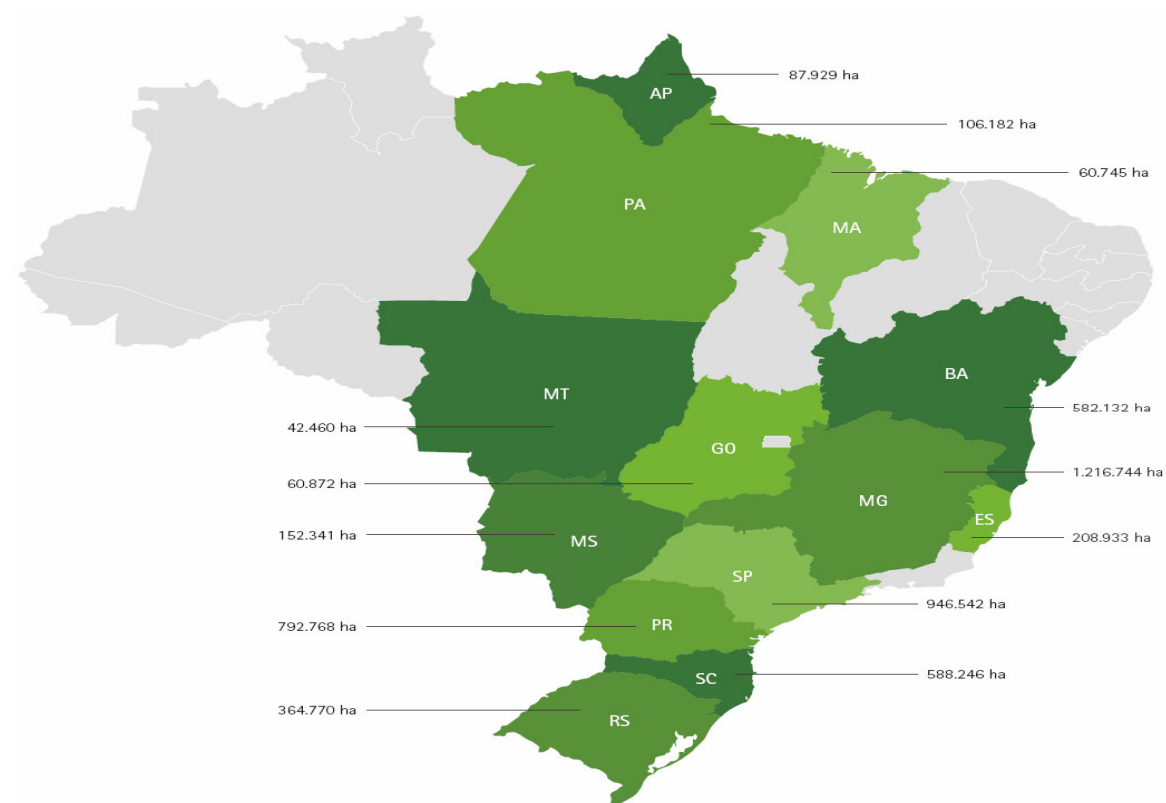 87.929 ha
AP
106.182 ha
60.745 ha
PA
MA
BA
MT
582.132 ha
42.460 ha
GO
1.216.744 ha
60.872 ha
MG
ES
152.341 ha
MS
208.933 ha
SP
946.542 ha
792.768 ha
PR
588.246 ha
SC
364.770 ha
RS